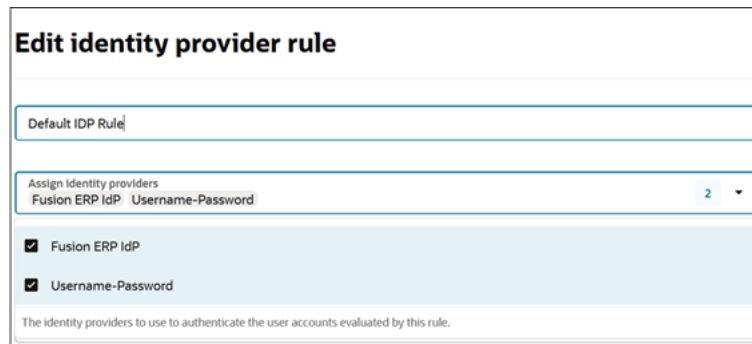 Edit identity provider rule
Default IDP Rule
Assign identity providers
Fusion ERP IdP Username-Password
2
Fusion ERP IdP
Username-Password
The identity providers to use to authenticate the user accounts evaluated by this rule.